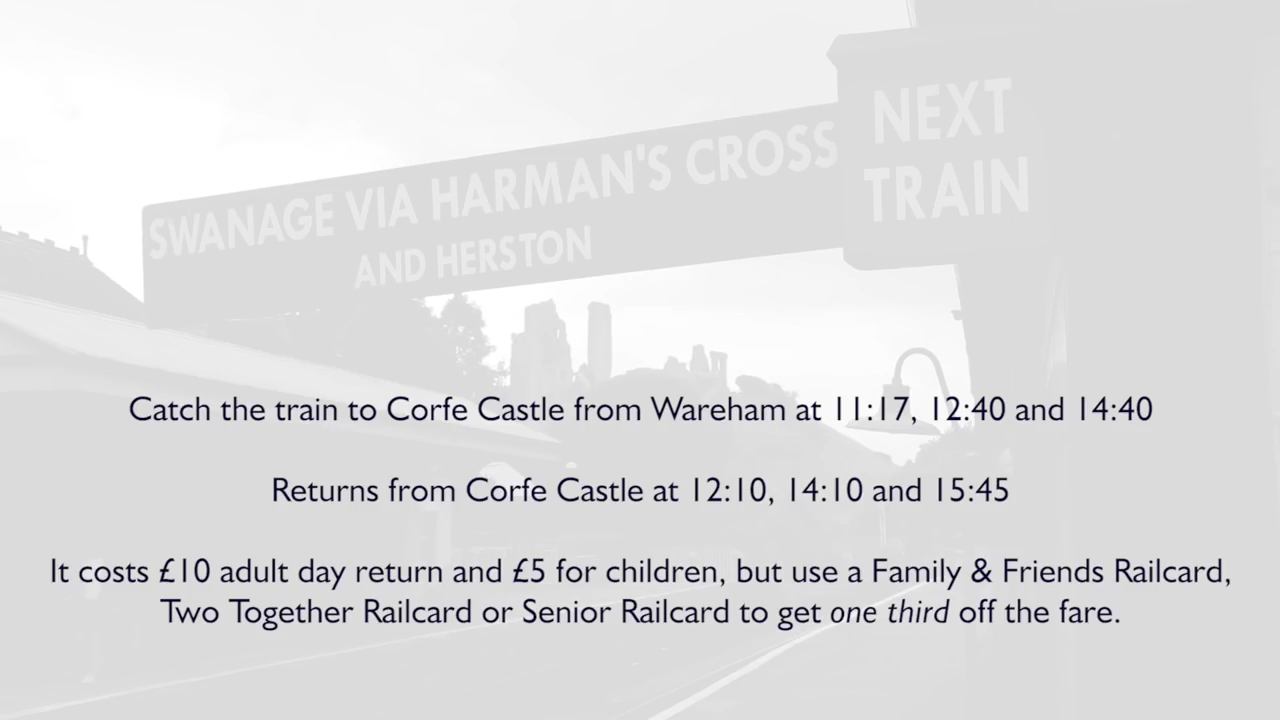 SWANAGE VIA HARMAN'S CROSS
AND HERSTON
NEXT
TRAIN
Catch the train to Corfe Castle from Wareham at 11:17, 12:40 and 14:40
Returns from Corfe Castle at 12:10, 14:10 and 15:45
It costs £10 adult day return and £5 for children, but use a Family & Friends Railcard,
Two Together Railcard or Senior Railcard to get one third off the fare.